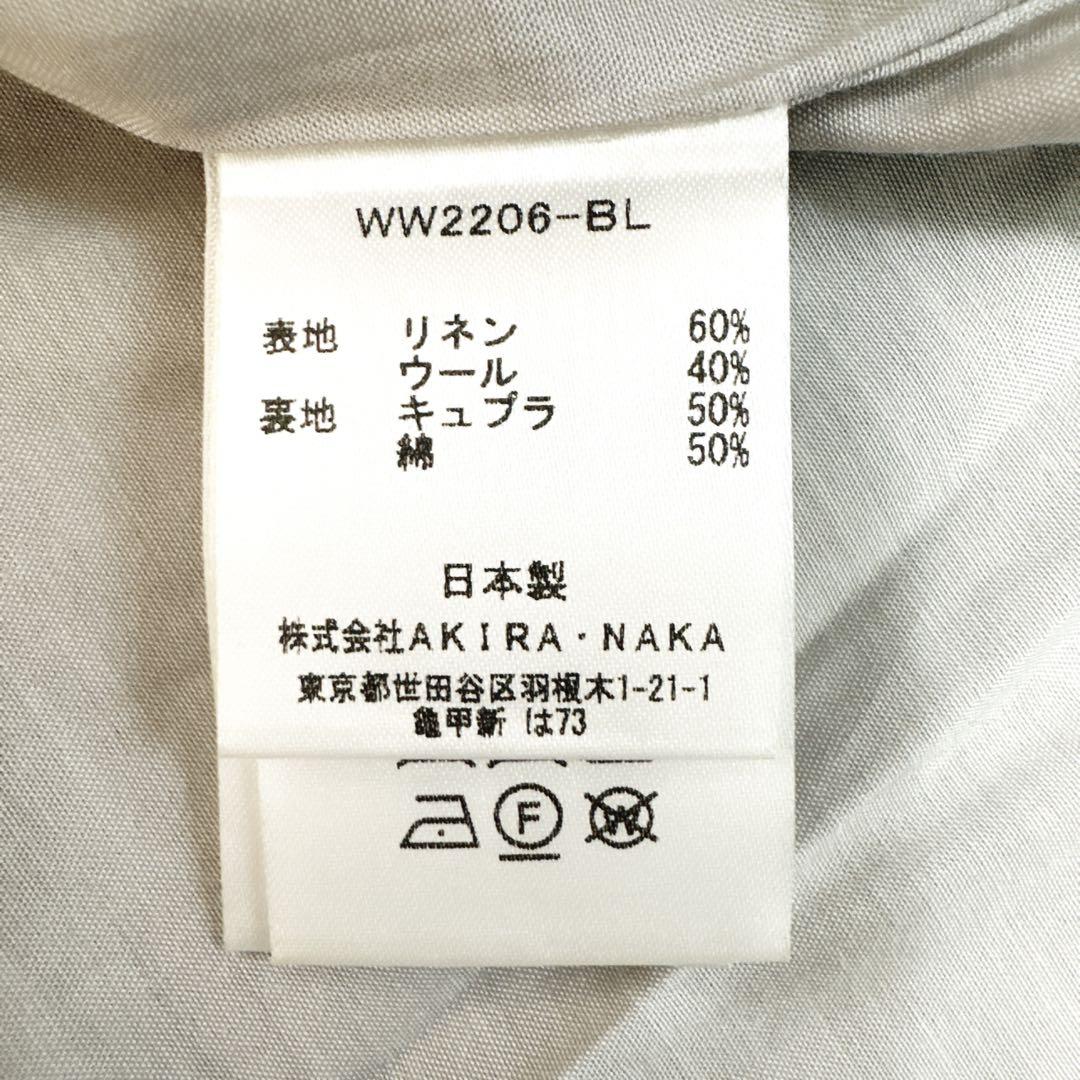 WW2206-BL
表地 リネン 60%
ウール 40%
裏地 キュプラ 50%
綿 50%
日本製
株式会社AKIRA・NAKA
東京都世田谷区羽根木1-21-1
亀甲新 は73
F W